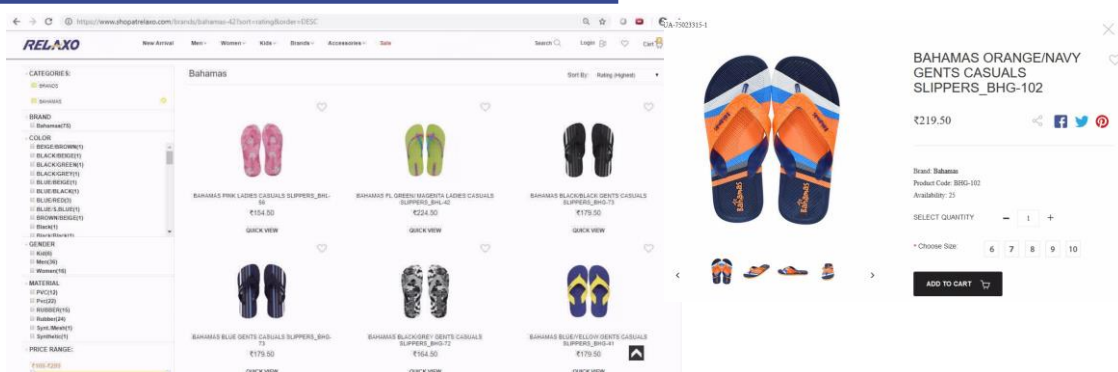 https://www.shopatrelaxo.com/brands/bahamas-42?sort=rating&order=DESC
RELAXO
New Arrival Men Women Kids Brands Accessories Sale
Search Login Cart
- CATEGORIES:
BRANDS
BAHAMAS
- BRAND
Bahamas(75)
- COLOR
BEIGE/BROWN(1)
BLACK/BEIGE(1)
BLACK/GREEN(1)
BLACK/GREY(1)
BLUE/BEIGE(1)
BLUE/BLACK(1)
BLUE/RED(3)
BLUE/S.BLUE(1)
BROWN/BEIGE(1)
Black(1)
Black/Black(1)
- GENDER
Kid(6)
Men(36)
Women(16)
- MATERIAL
PVC(12)
Pvc(22)
RUBBER(15)
Rubber(24)
Synt./Mesh(1)
Synthetic(1)
- PRICE RANGE:
Bahamas
Sort By: Rating (Highest)
BAHAMAS PINK LADIES CASUALS SLIPPERS_BHL-
₹154.50
QUICK VIEW
BAHAMAS FL GREEN/ MAGENTA LADIES CASUALS
SLIPPERS_BHL-42
₹224.50
QUICK VIEW
BAHAMAS BLACK/BLACK GENTS CASUALS
SLIPPERS_BHG-73
₹179.50
QUICK VIEW
BAHAMAS BLUE GENTS CASUALS SLIPPERS_BHG-
73
₹179.50
QUICK VIEW
BAHAMAS BLACK/GREY GENTS CASUALS
SLIPPERS_BHG-72
₹164.50
QUICK VIEW
BAHAMAS BLUE/YELLOW GENTS CASUALS
SLIPPERS_BHG-41
₹179.50
QUICK VIEW
UA-75023315-1
Bahamas
Bahamas
BAHAMAS ORANGE/NAVY
GENTS CASUALS
SLIPPERS_BHG-102
₹219.50
Brand: Bahamas
Product Code: BHG-102
Availability: 25
SELECT QUANTITY - 1 +
* Choose Size: 6 7 8 9 10
ADD TO CART